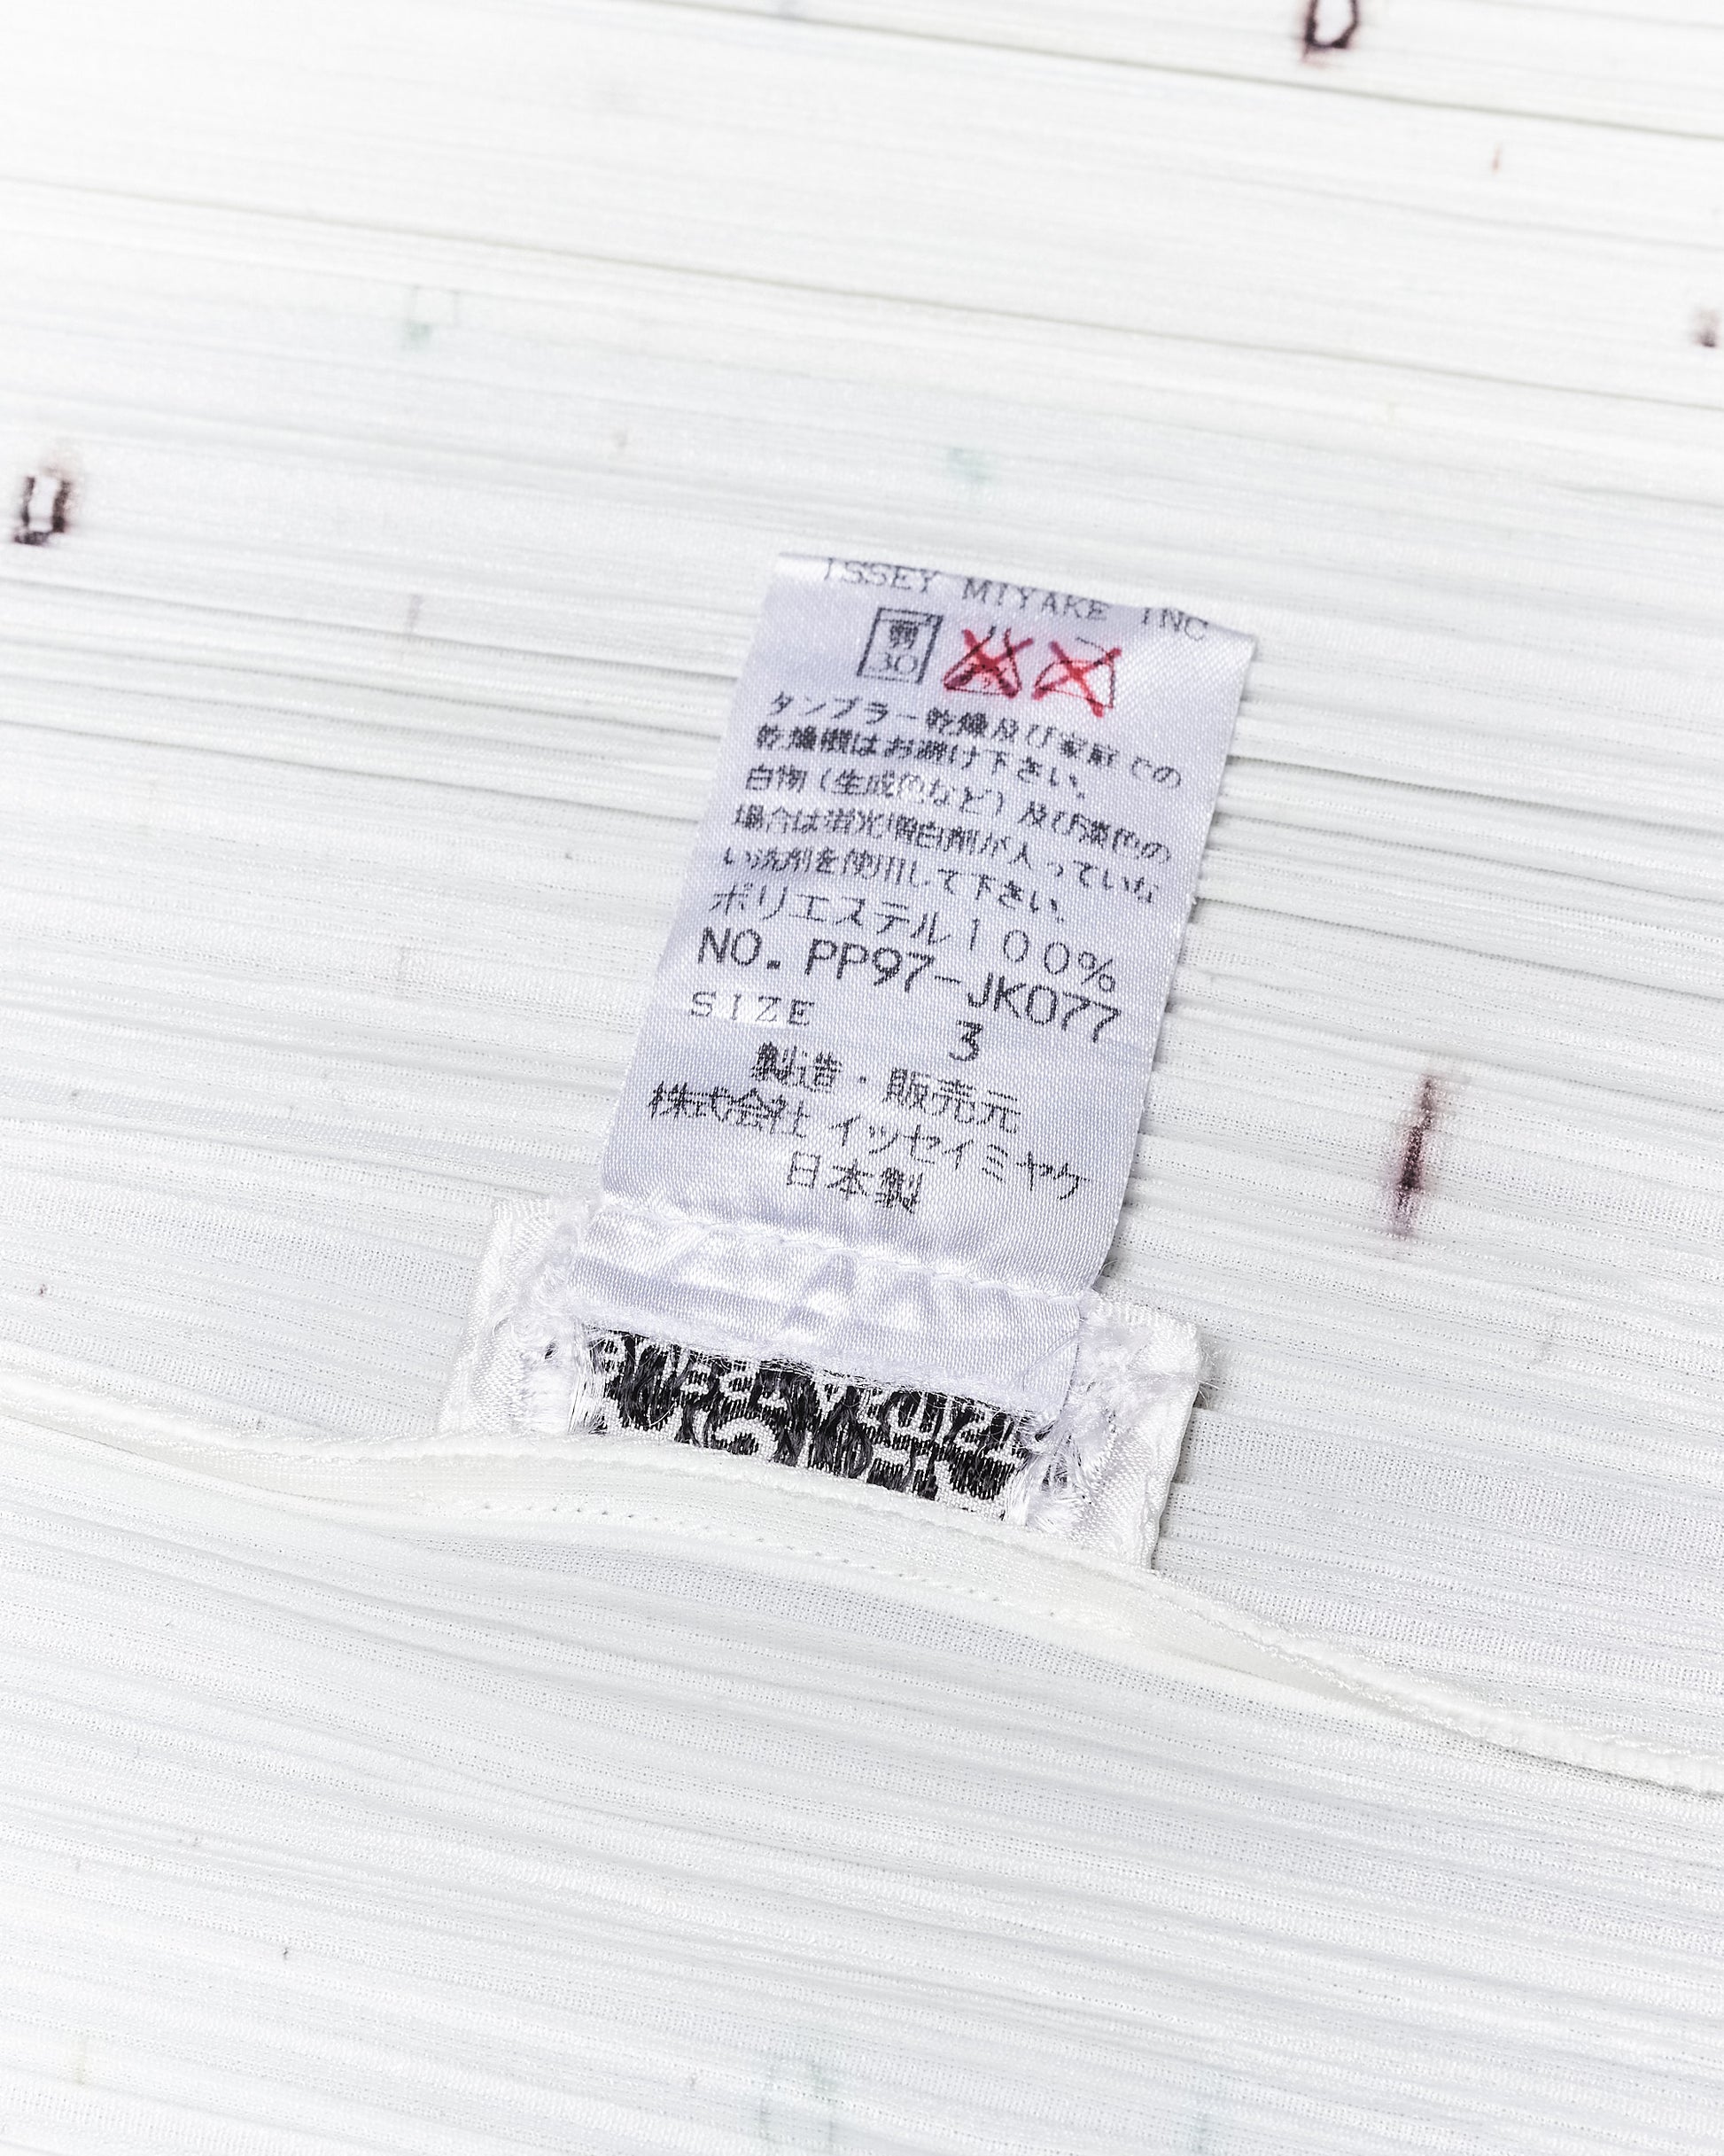 ISSEY MIYAKE INC
弱
30
タンブラー乾燥及び家庭での
乾燥機はお避け下さい。
白物（生成色など）及び淡色の
場合は蛍光増白剤が入っていな
い洗剤を使用して下さい。
ポリエステル100%
NO. PP97-JK077
SIZE 3
製造・販売元
株式会社 イッセイミヤケ
日本製